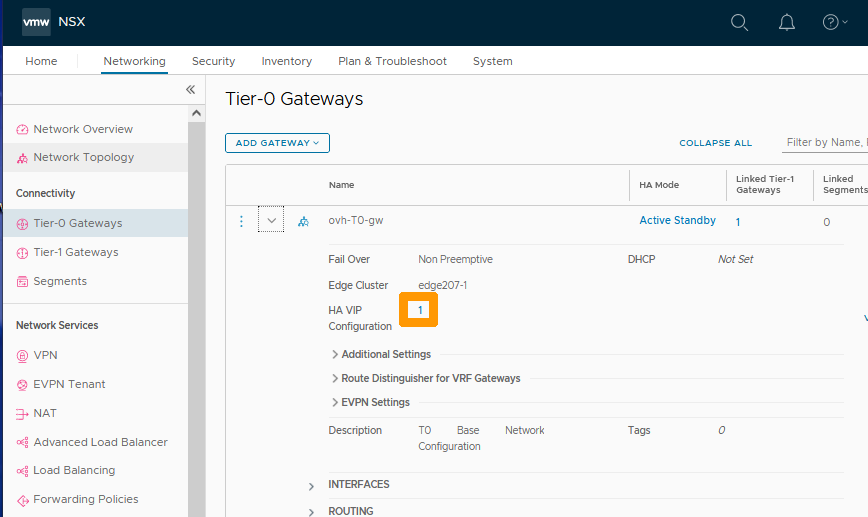 vmw NSX
Home Networking Security Inventory Plan & Troubleshoot System
Network Overview
Network Topology
Connectivity
Tier-0 Gateways
Tier-1 Gateways
Segments
Network Services
VPN
EVPN Tenant
NAT
Advanced Load Balancer
Load Balancing
Forwarding Policies
Tier-0 Gateways
ADD GATEWAY COLLAPSE ALL Filter by Name,
Name HA Mode Linked Tier-1 Gateways Linked Segments
ovh-T0-gw Active Standby 1 0
Fail Over Non Preemptive DHCP Not Set
Edge Cluster edge207-1
HA VIP Configuration 1
Additional Settings
Route Distinguisher for VRF Gateways
EVPN Settings
Description T0 Base Network Configuration Tags 0
INTERFACES
ROUTING